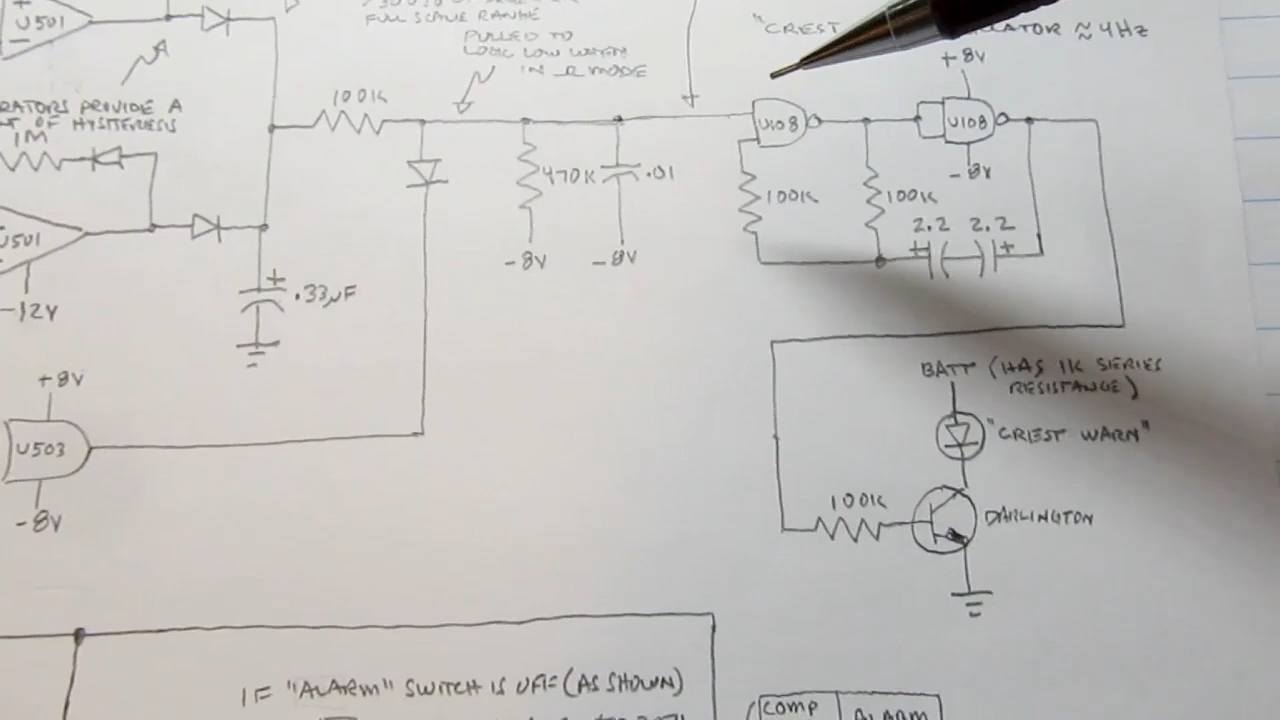 U501
FULL SCALE RANGE
PULLED TO
LOGIC LOW WHEN
IN Ω MODE
"CREST
≈ 4Hz
+8V
100K
U108
U108
-8V
RATORS PROVIDE A
OF HYSTERESIS
1M
470K
.01
100K
100K
2.2
2.2
+
+
-8V
-8V
U501
-12V
+
.33µF
BATT (HAS 1K SERIES
RESISTANCE)
"CREST WARN"
+8V
U503
-8V
100K
DARLINGTON
IF "ALARM" SWITCH IS OFF (AS SHOWN)
COMP
ALARM